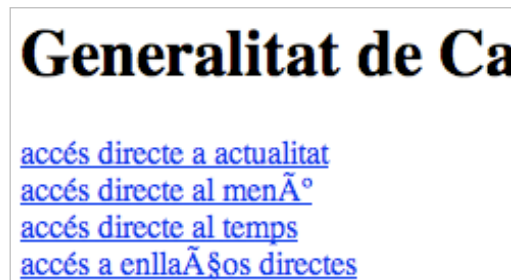 Generalitat de Ca
accés directe a actualitat
accés directe al menÃº
accés directe al temps
accés a enllaÃ§os directes